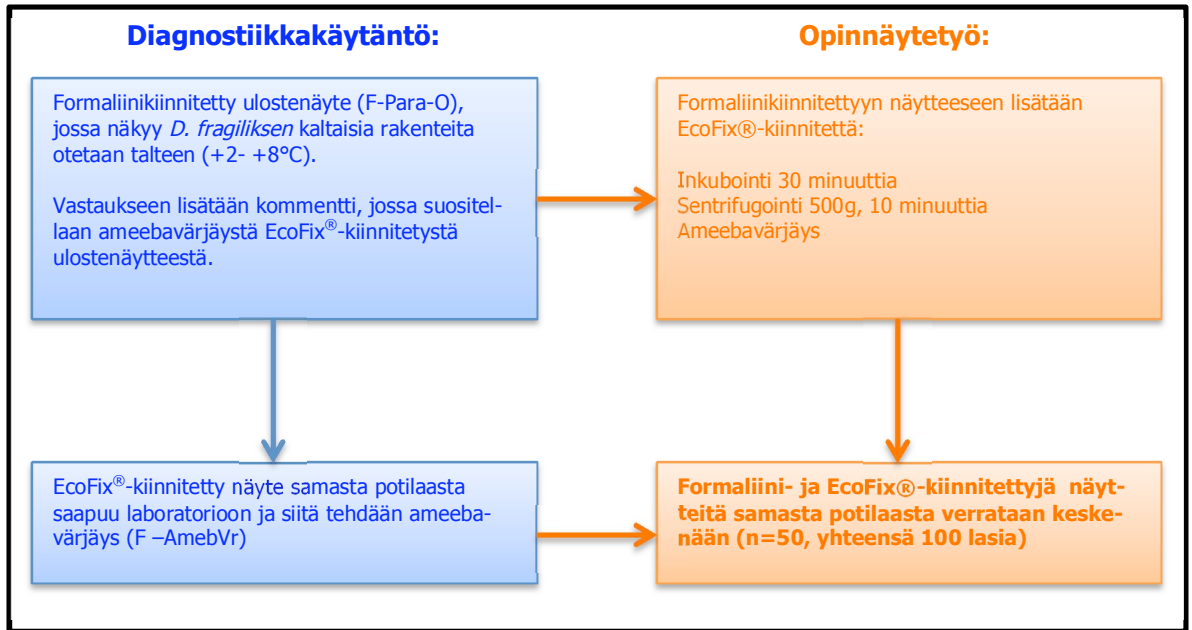 Diagnostiikkakäytäntö:
Opinnäytetyö:
Formaliinikiinnitetty ulostenäyte (F-Para-O),
jossa näkyy D. fragiliksen kaltaisia rakenteita
otetaan talteen (+2- +8°C).
Vastaukseen lisätään kommentti, jossa suositel-
laan ameebavärjäystä EcoFix®-kiinnitetystä
ulostenäytteestä.
Formaliinikiinnitettyyn näytteeseen lisätään
EcoFix®-kiinnitettä:
Inkubointi 30 minuuttia
Sentrifugointi 500g, 10 minuuttia
Ameebavärjäys
EcoFix®-kiinnitetty näyte samasta potilaasta
saapuu laboratorioon ja siitä tehdään ameeba-
värjäys (F –AmebVr)
Formaliini- ja EcoFix®-kiinnitettyjä näyt-
teitä samasta potilaasta verrataan keske-
nään (n=50, yhteensä 100 lasia)